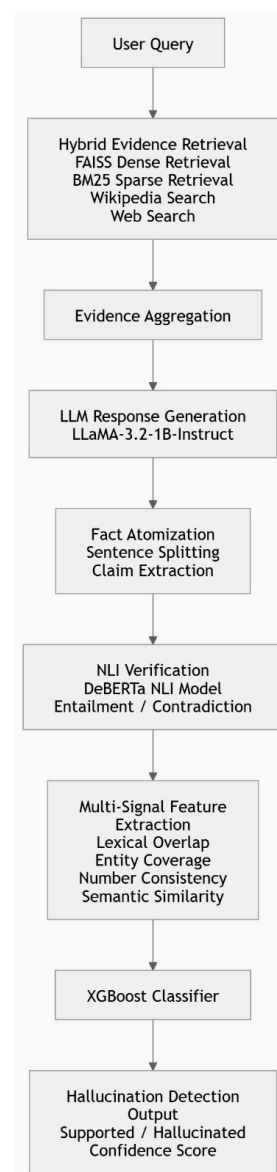 User Query
Hybrid Evidence Retrieval
FAISS Dense Retrieval
BM25 Sparse Retrieval
Wikipedia Search
Web Search
Evidence Aggregation
LLM Response Generation
LLaMA-3.2-1B-Instruct
Fact Atomization
Sentence Splitting
Claim Extraction
NLI Verification
DeBERTa NLI Model
Entailment / Contradiction
Multi-Signal Feature
Extraction
Lexical Overlap
Entity Coverage
Number Consistency
Semantic Similarity
XGBoost Classifier
Hallucination Detection
Output
Supported / Hallucinated
Confidence Score